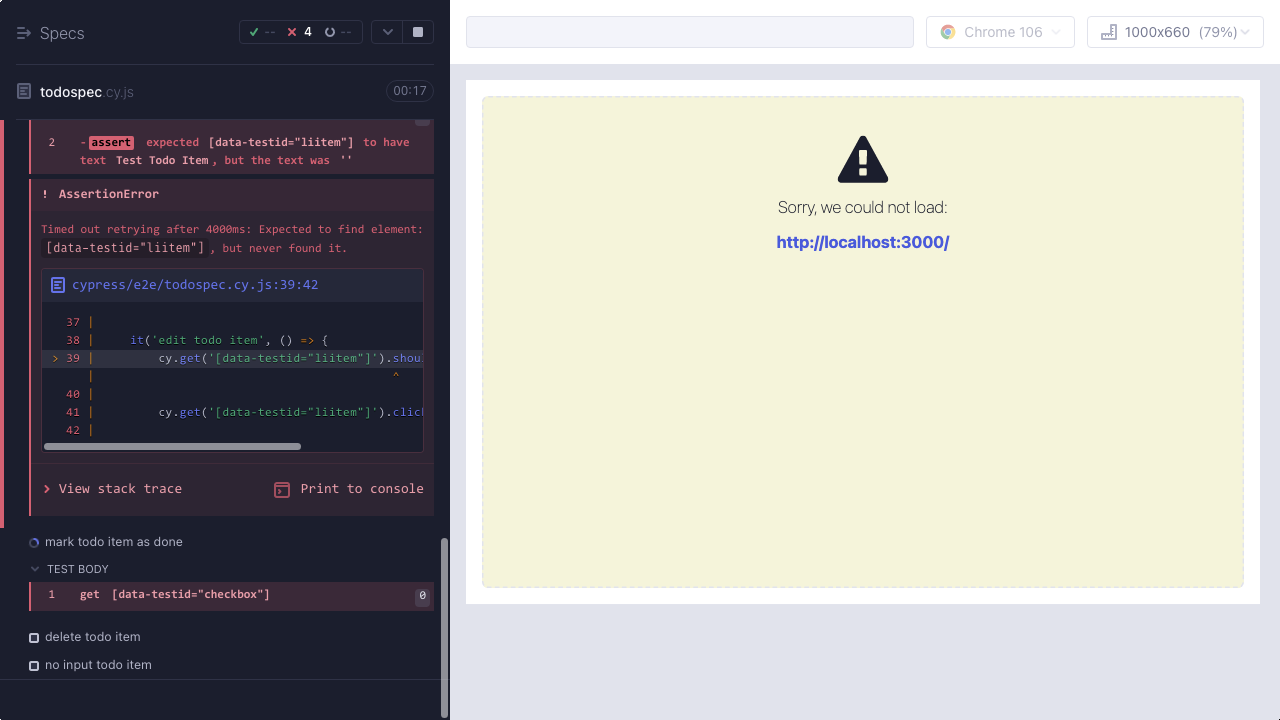 Specs
--
4
--
todospec.cy.js
00:17
2 -assert expected [data-testid="liitem"] to have
text Test Todo Item, but the text was ''
! AssertionError
Timed out retrying after 4000ms: Expected to find element:
[data-testid="liitem"], but never found it.
cypress/e2e/todospec.cy.js:39:42
37 |
38 | it('edit todo item', () => {
> 39 | cy.get('[data-testid="liitem"]').shou
| ^
40 |
41 | cy.get('[data-testid="liitem"]').clic
42 |
View stack trace
Print to console
mark todo item as done
TEST BODY
1 get [data-testid="checkbox"] 0
delete todo item
no input todo item
Chrome 106
1000x660 (79%)
Sorry, we could not load:
http://localhost:3000/